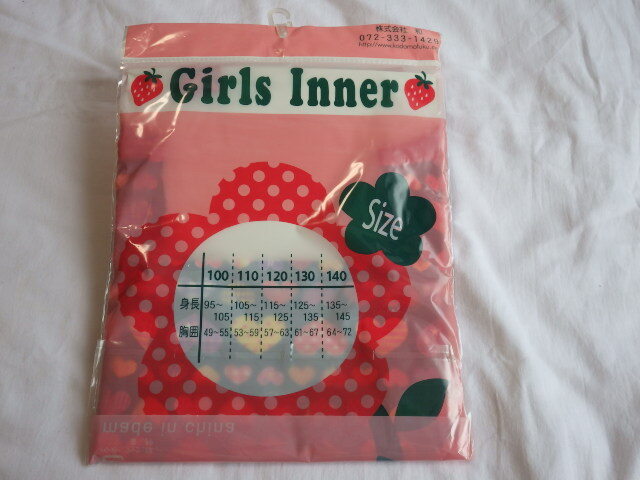 株式会社 和
072-333-1429
Girls Inner
Size
100 110 120 130 140
身長 95~105 105~115 115~125 125~135 135~145
胸囲 49~55 53~59 57~63 61~67 64~72
made in china